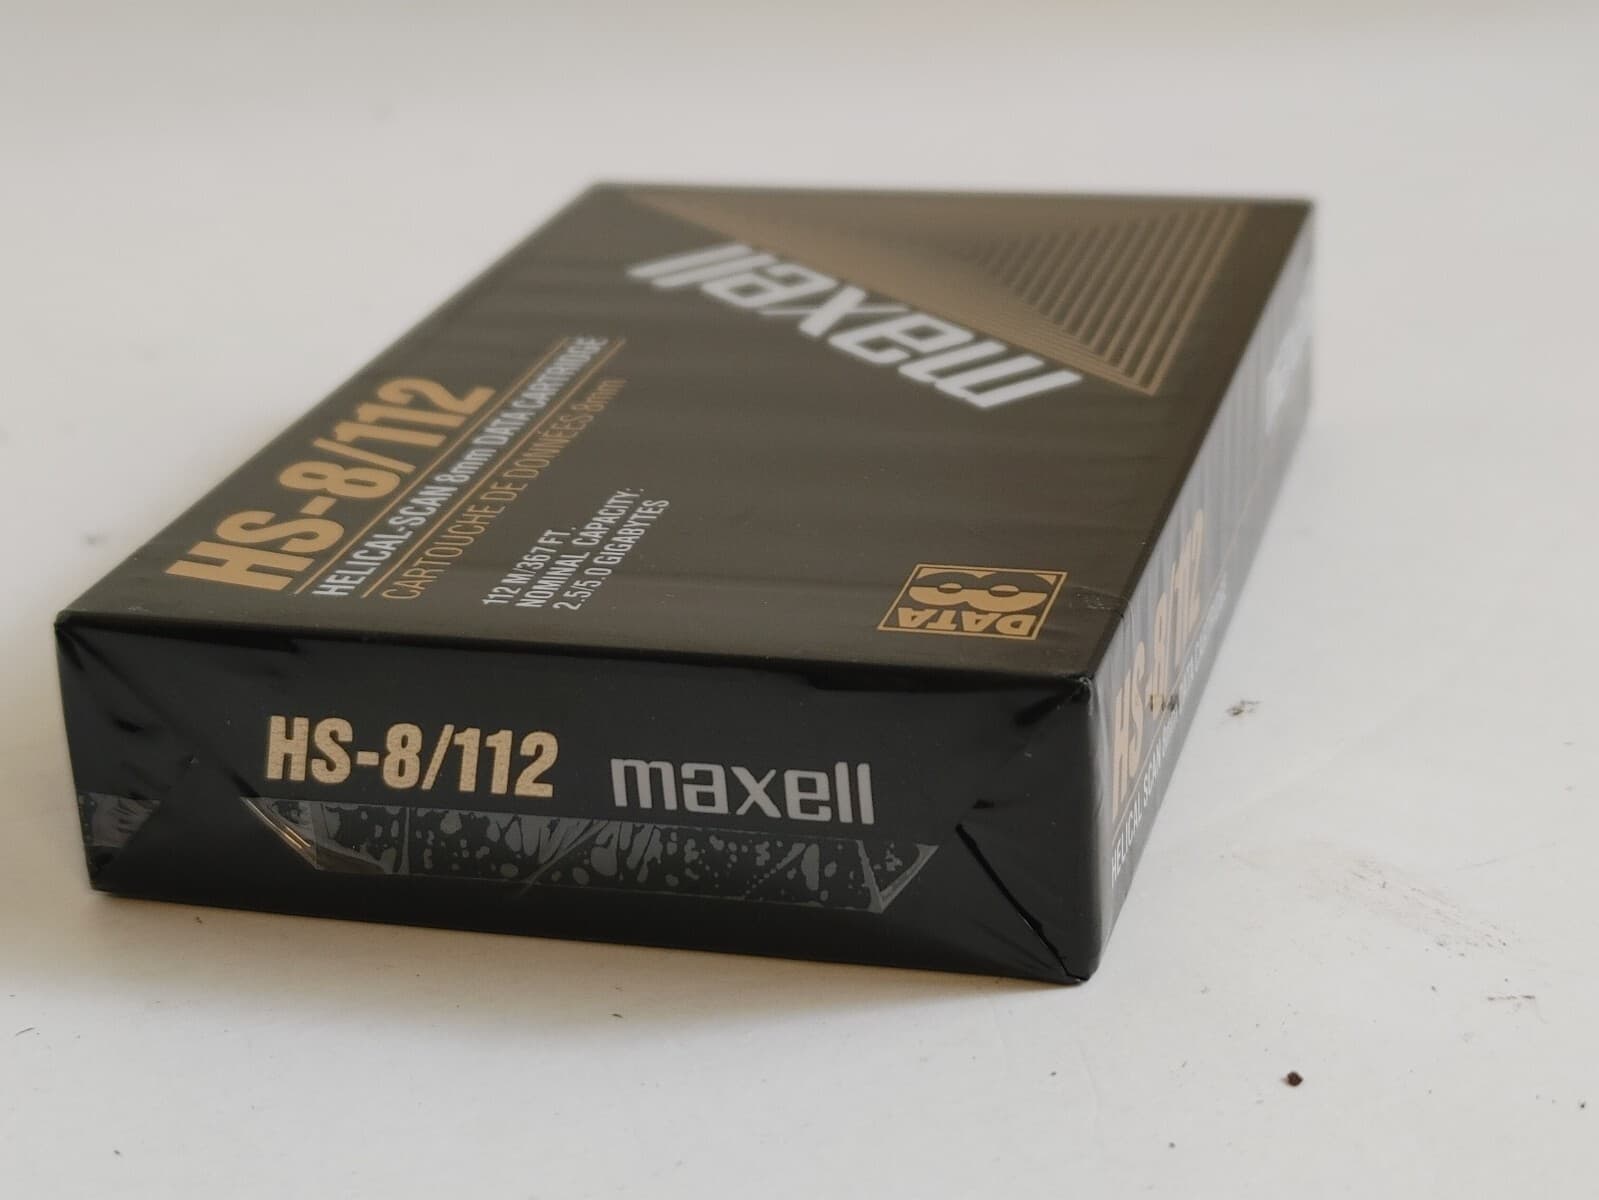 maxell
HS-8/112
HELICAL-SCAN 8mm DATA CARTRIDGE
CARTOUCHE DE DONNÉES 8mm
112 M/367 FT.
NOMINAL CAPACITY:
2.5/5.0 GIGABYTES
DATA
8
HS-8/112 maxell
HS-8/112
HELICAL SCAN 8mm